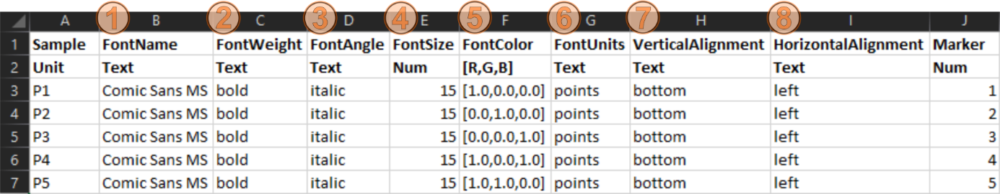 1 2 3 4 5 6 7 8
A B C D E F G H I J
1 Sample FontName FontWeight FontAngle FontSize FontColor FontUnits VerticalAlignment HorizontalAlignment Marker
2 Unit Text Text Text Num [R,G,B] Text Text Text Num
3 P1 Comic Sans MS bold italic 15 [1.0,0.0,0.0] points bottom left 1
4 P2 Comic Sans MS bold italic 15 [0.0,1.0,0.0] points bottom left 2
5 P3 Comic Sans MS bold italic 15 [0.0,0.0,1.0] points bottom left 3
6 P4 Comic Sans MS bold italic 15 [1.0,0.0,1.0] points bottom left 4
7 P5 Comic Sans MS bold italic 15 [1.0,1.0,0.0] points bottom left 5